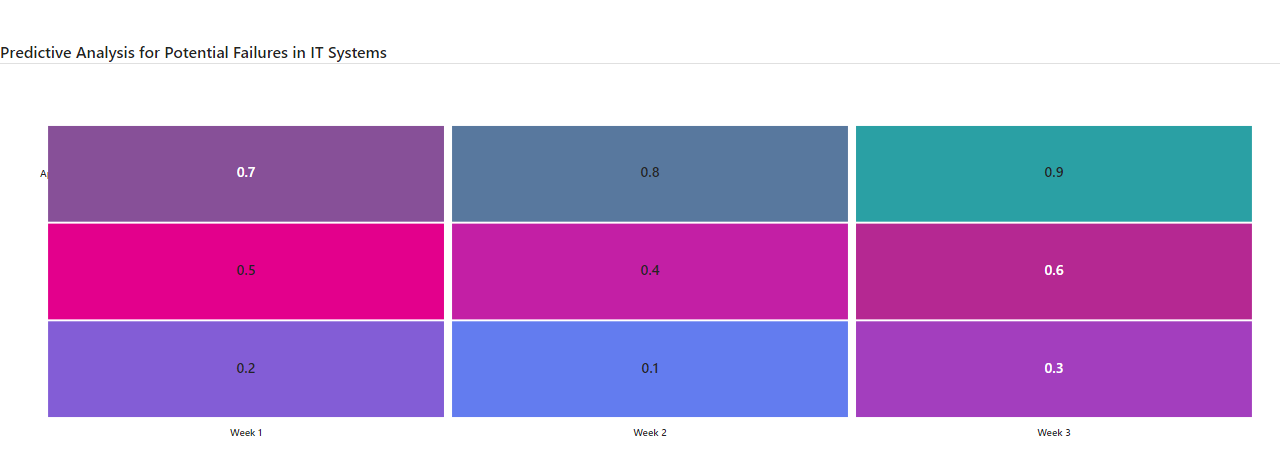 Predictive Analysis for Potential Failures in IT Systems
0.7 0.8 0.9
0.5 0.4 0.6
0.2 0.1 0.3
Week 1 Week 2 Week 3